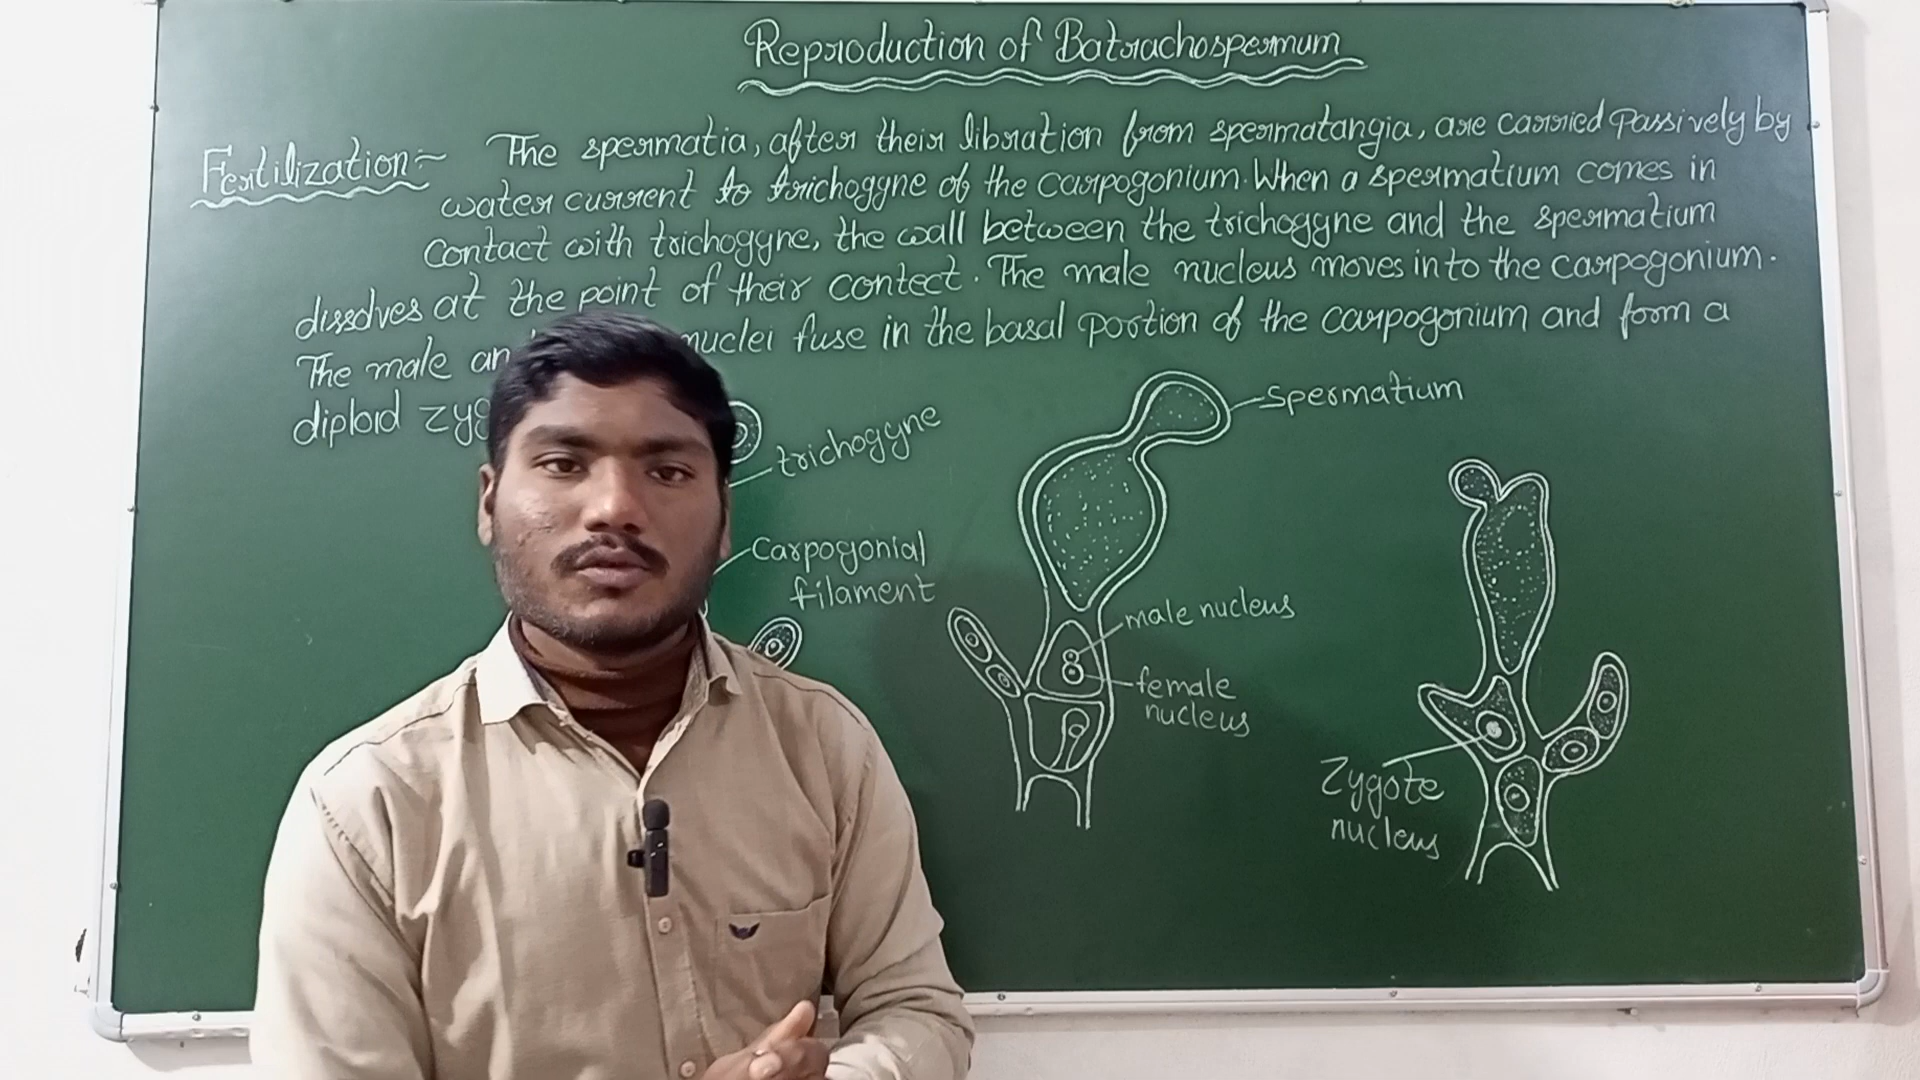 Reproduction of Batrachospermum
Fertilization:- The spermatia, after their libration from spermatangia, are carried passively by
water current to trichogyne of the carpogonium. When a spermatium comes in
contact with trichogyne, the wall between the trichogyne and the spermatium
dissolves at the point of their contect. The male nucleus moves into the carpogonium.
The male an nuclei fuse in the basal portion of the carpogonium and form a
diploid zyg
trichogyne
Carpogonial
filament
spermatium
male nucleus
female
nucleus
Zygote
nucleus